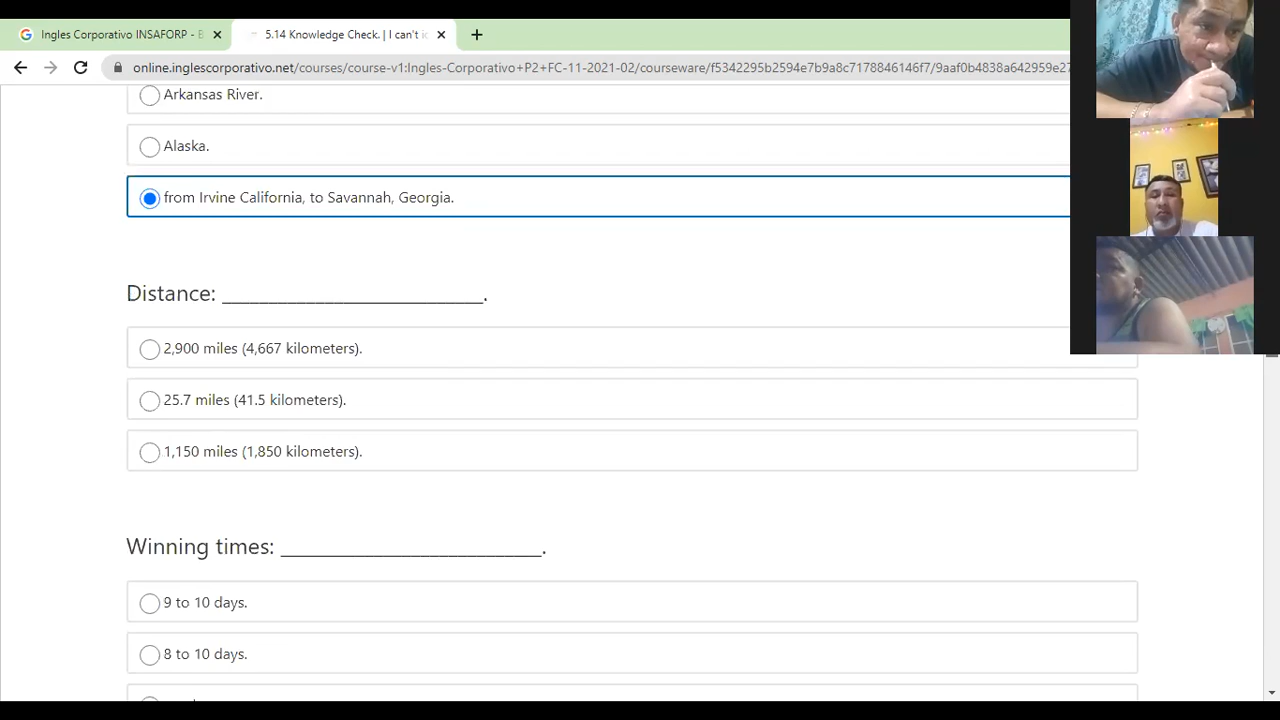 Ingles Corporativo INSAFORP - E
5.14 Knowledge Check. | I can't i
online.inglescorporativo.net/courses/course-v1:Ingles-Corporativo+P2+FC-11-2021-02/courseware/f5342295b2594e7b9a8c7178846146f7/9aaf0b4838a642959e27
Arkansas River.
Alaska.
from Irvine California, to Savannah, Georgia.
Distance: ___________________________.
2,900 miles (4,667 kilometers).
25.7 miles (41.5 kilometers).
1,150 miles (1,850 kilometers).
Winning times: ___________________________.
9 to 10 days.
8 to 10 days.